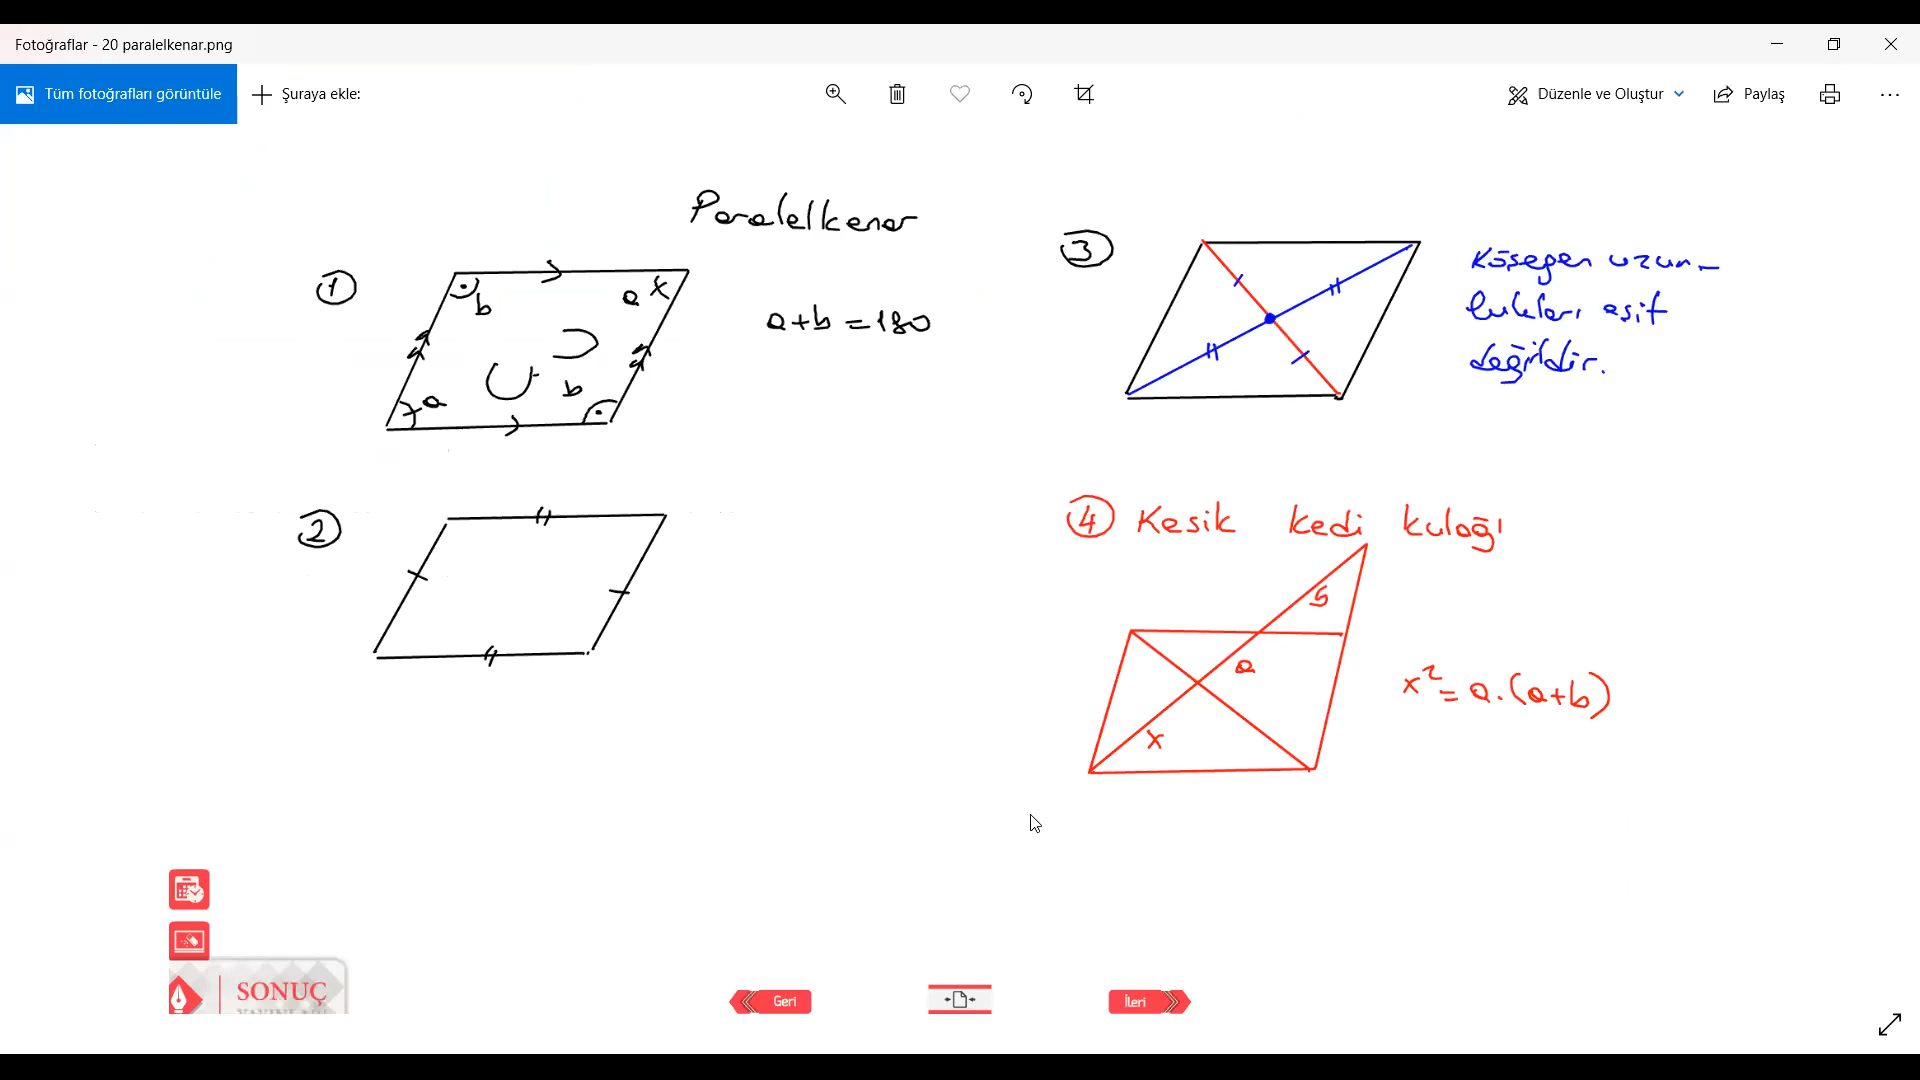 Fotoğraflar - 20 paralelkenar.png
Tüm fotoğrafları görüntüle
Şuraya ekle:
Düzenle ve Oluştur
Paylaş
Paralelkenar
1
b
a x
a
b
a+b=180
2
3
Köşegen uzun-
lukları eşit
değildir.
4 Kesik kedi kulağı
b
a
x
x²=a.(a+b)
SONUÇ
YAYINLARI
Geri
İleri